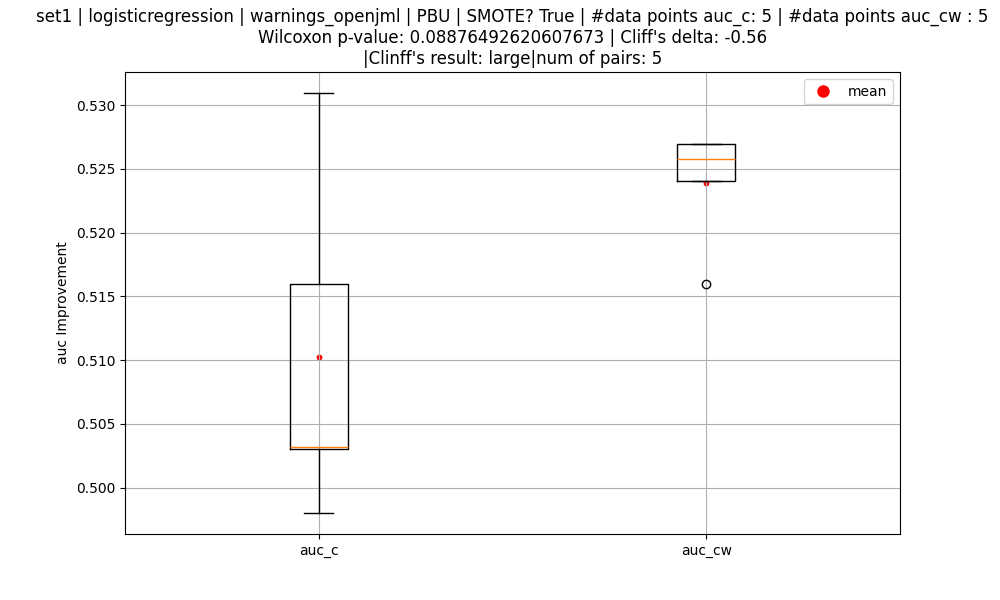 set1 | logisticregression | warnings_openjml | PBU | SMOTE? True | #data points auc_c: 5 | #data points auc_cw : 5
Wilcoxon p-value: 0.08876492620607673 | Cliff's delta: -0.56
|Clinff's result: large|num of pairs: 5
mean
0.530
0.525
0.520
0.515
0.510
0.505
0.500
auc Improvement
auc_c
auc_cw